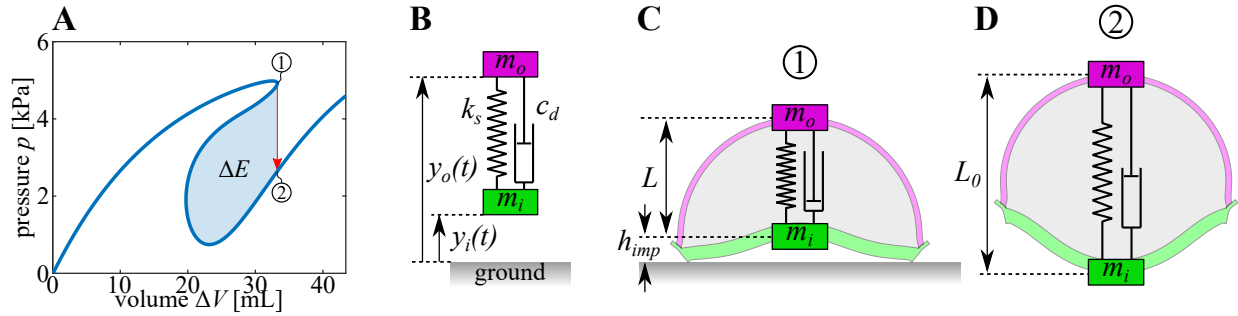 A
pressure p [kPa]
6
4
2
0
0
10
20
30
40
volume ΔV [mL]
ΔE
1
2
B
m_o
k_s
c_d
y_o(t)
m_i
y_i(t)
ground
C
1
m_o
L
m_i
h_imp
D
2
m_o
L_0
m_i